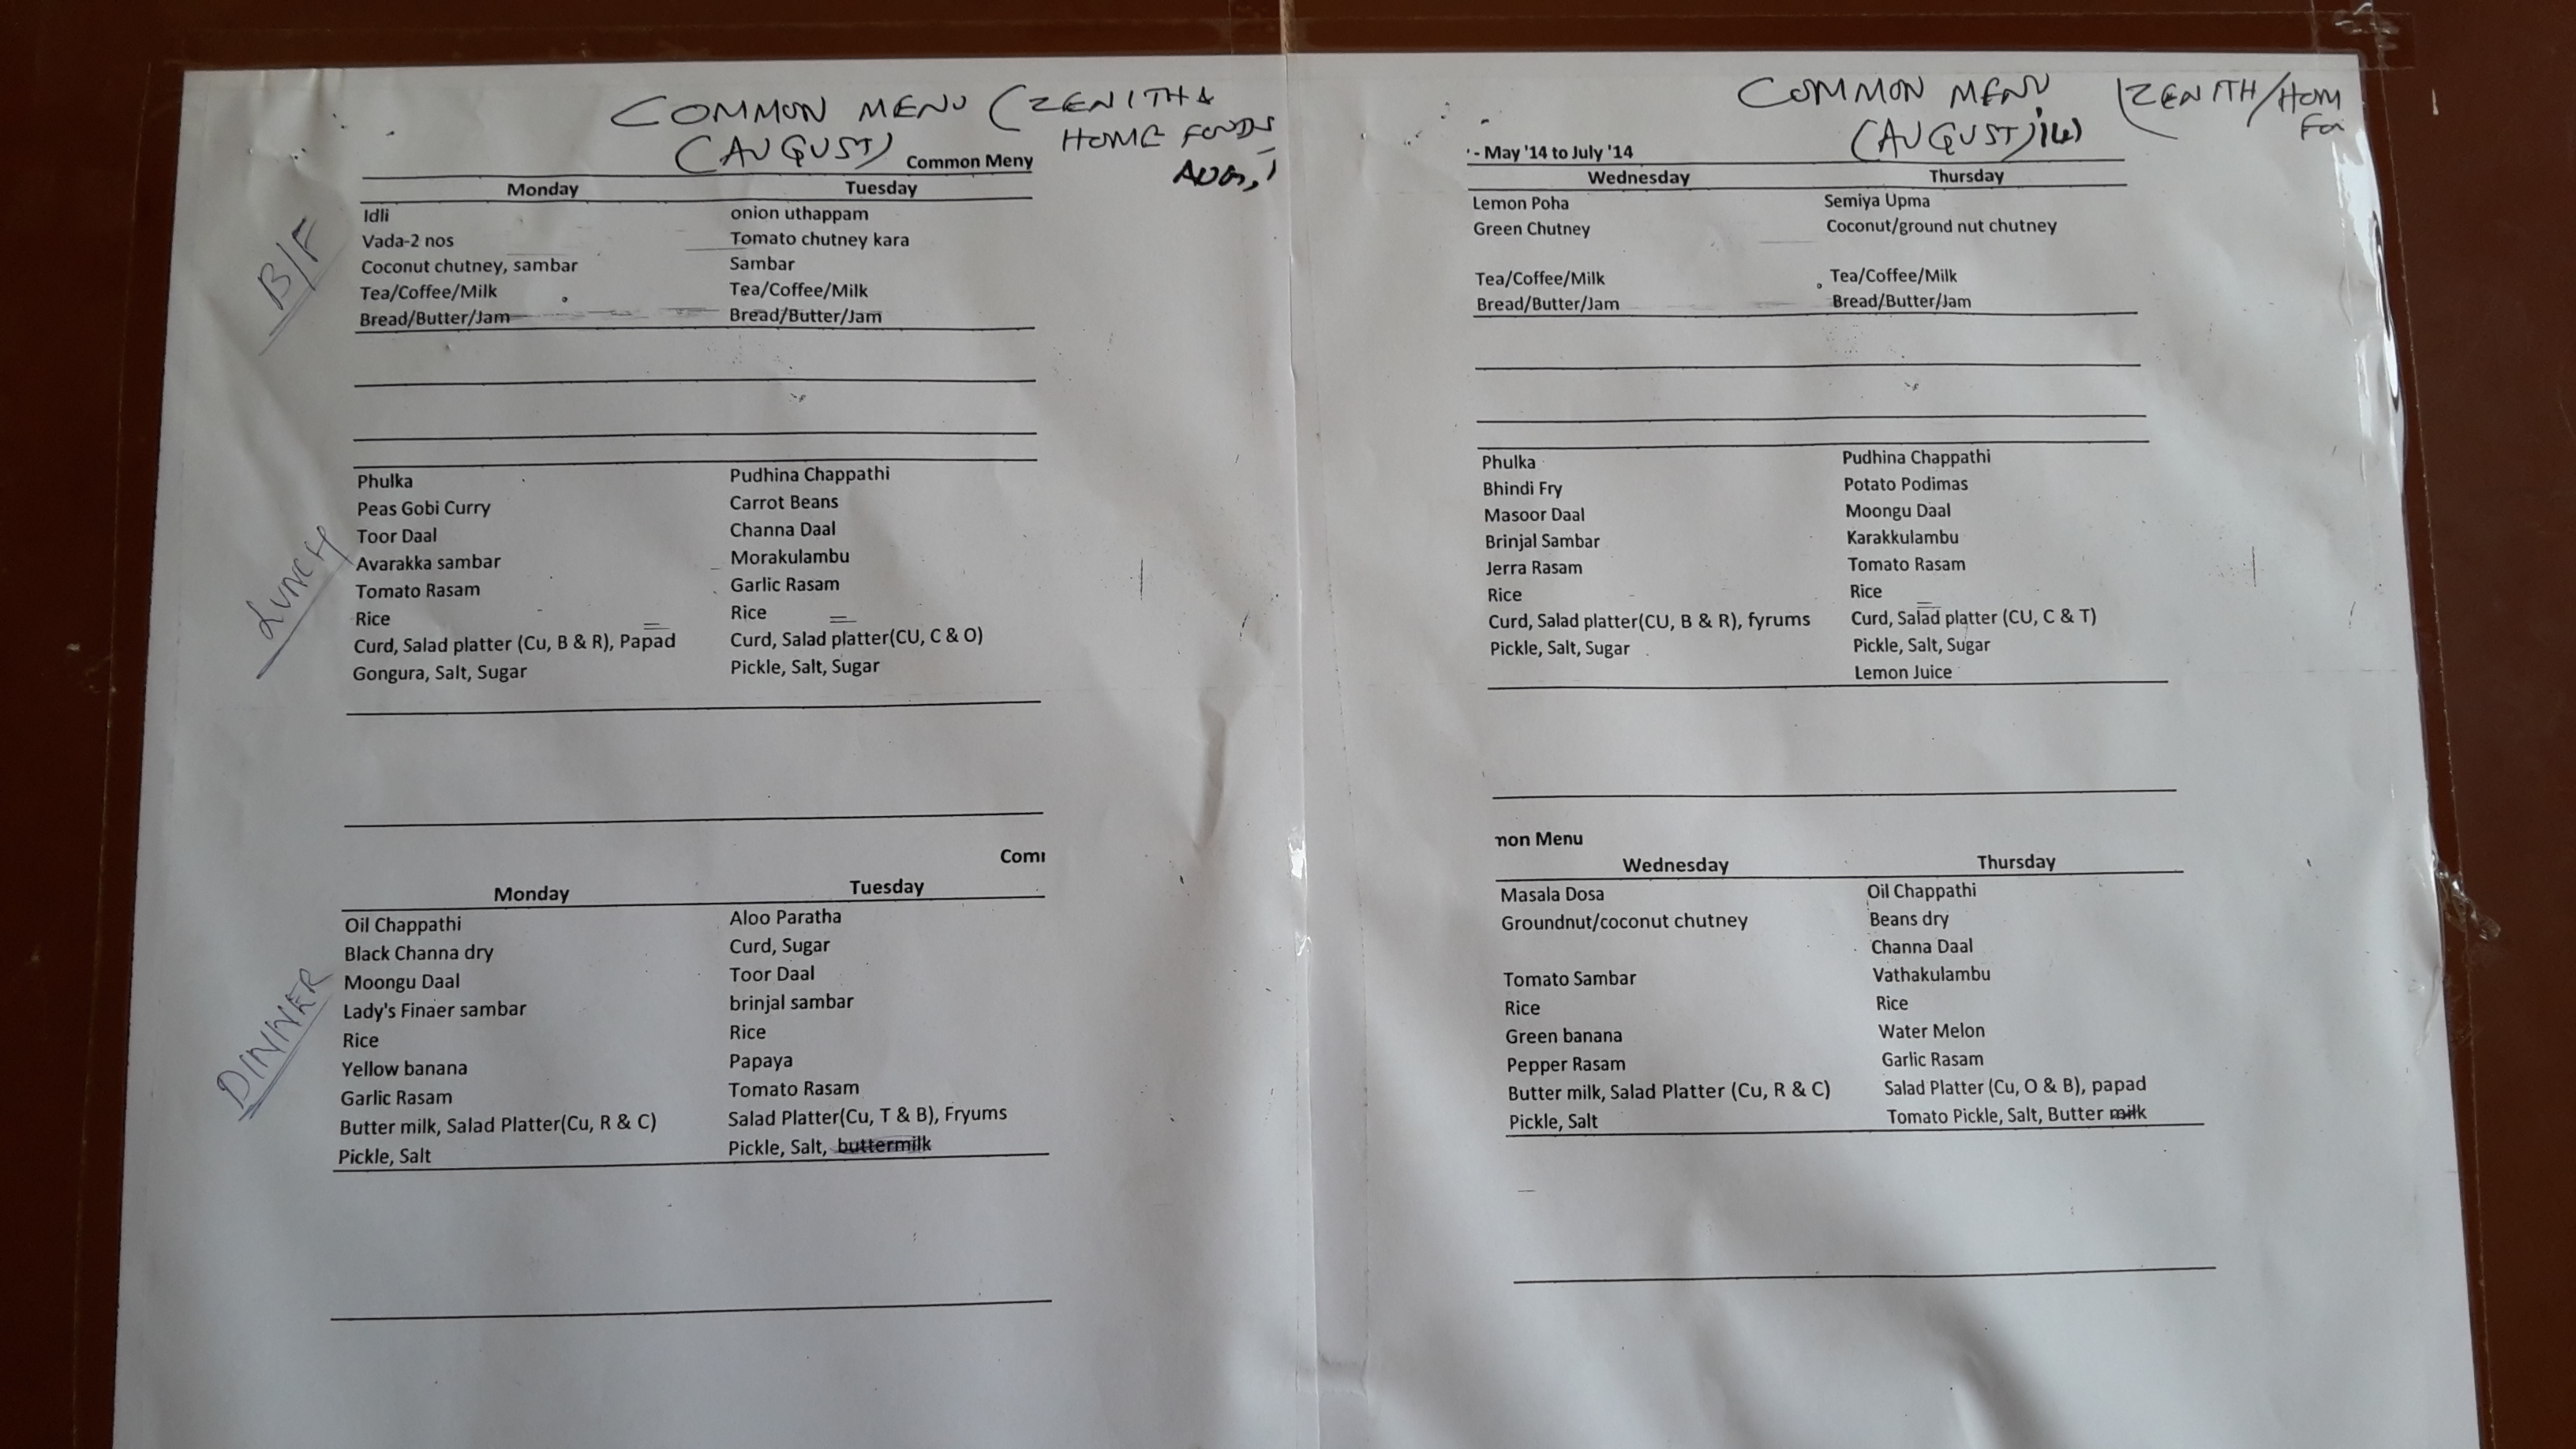 COMMON MENU (ZENITH &
HOME FOODS
(AUGUST)
AUG,
Common Meny
Monday Tuesday
B/F
Idli onion uthappam
Vada-2 nos Tomato chutney kara
Coconut chutney, sambar Sambar
Tea/Coffee/Milk Tea/Coffee/Milk
Bread/Butter/Jam Bread/Butter/Jam
LUNCH
Phulka Pudhina Chappathi
Peas Gobi Curry Carrot Beans
Toor Daal Channa Daal
Avarakka sambar Morakulambu
Tomato Rasam Garlic Rasam
Rice Rice
Curd, Salad platter (Cu, B & R), Papad Curd, Salad platter(CU, C & O)
Gongura, Salt, Sugar Pickle, Salt, Sugar
Comi
Monday Tuesday
DINNER
Oil Chappathi Aloo Paratha
Black Channa dry Curd, Sugar
Moongu Daal Toor Daal
Lady's Finaer sambar brinjal sambar
Rice Rice
Yellow banana Papaya
Garlic Rasam Tomato Rasam
Butter milk, Salad Platter(Cu, R & C) Salad Platter(Cu, T & B), Fryums
Pickle, Salt Pickle, Salt, buttermilk
COMMON MENU (ZENITH/HOM
Fo
(AUGUST)'14)
- May '14 to July '14
Wednesday Thursday
Lemon Poha Semiya Upma
Green Chutney Coconut/ground nut chutney
Tea/Coffee/Milk Tea/Coffee/Milk
Bread/Butter/Jam Bread/Butter/Jam
Phulka Pudhina Chappathi
Bhindi Fry Potato Podimas
Masoor Daal Moongu Daal
Brinjal Sambar Karakkulambu
Jerra Rasam Tomato Rasam
Rice Rice
Curd, Salad platter(CU, B & R), fyrums Curd, Salad platter (CU, C & T)
Pickle, Salt, Sugar Pickle, Salt, Sugar
Lemon Juice
non Menu
Wednesday Thursday
Masala Dosa Oil Chappathi
Groundnut/coconut chutney Beans dry
Channa Daal
Tomato Sambar Vathakulambu
Rice Rice
Green banana Water Melon
Pepper Rasam Garlic Rasam
Butter milk, Salad Platter (Cu, R & C) Salad Platter (Cu, O & B), papad
Pickle, Salt Tomato Pickle, Salt, Butter milk